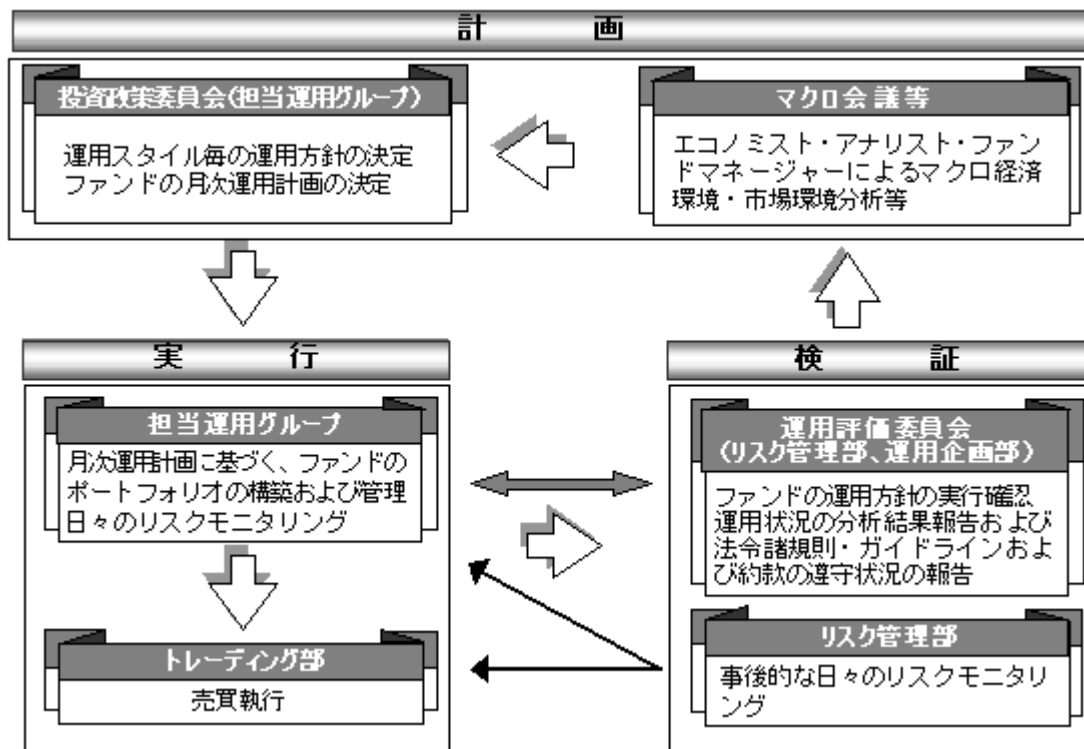 計　画
投資政策委員会(担当運用グループ)
運用スタイル毎の運用方針の決定
ファンドの月次運用計画の決定
マクロ会議等
エコノミスト・アナリスト・ファン
ドマネージャーによるマクロ経済
環境・市場環境分析等
実　行
担当運用グループ
月次運用計画に基づく、ファンドの
ポートフォリオの構築および管理
日々のリスクモニタリング
トレーディング部
売買執行
検　証
運用評価委員会
(リスク管理部、運用企画部)
ファンドの運用方針の実行確認
運用状況の分析結果報告および
法令諸規則・ガイドラインおよ
び約款の遵守状況の報告
リスク管理部
事後的な日々のリスクモニタリ
ング